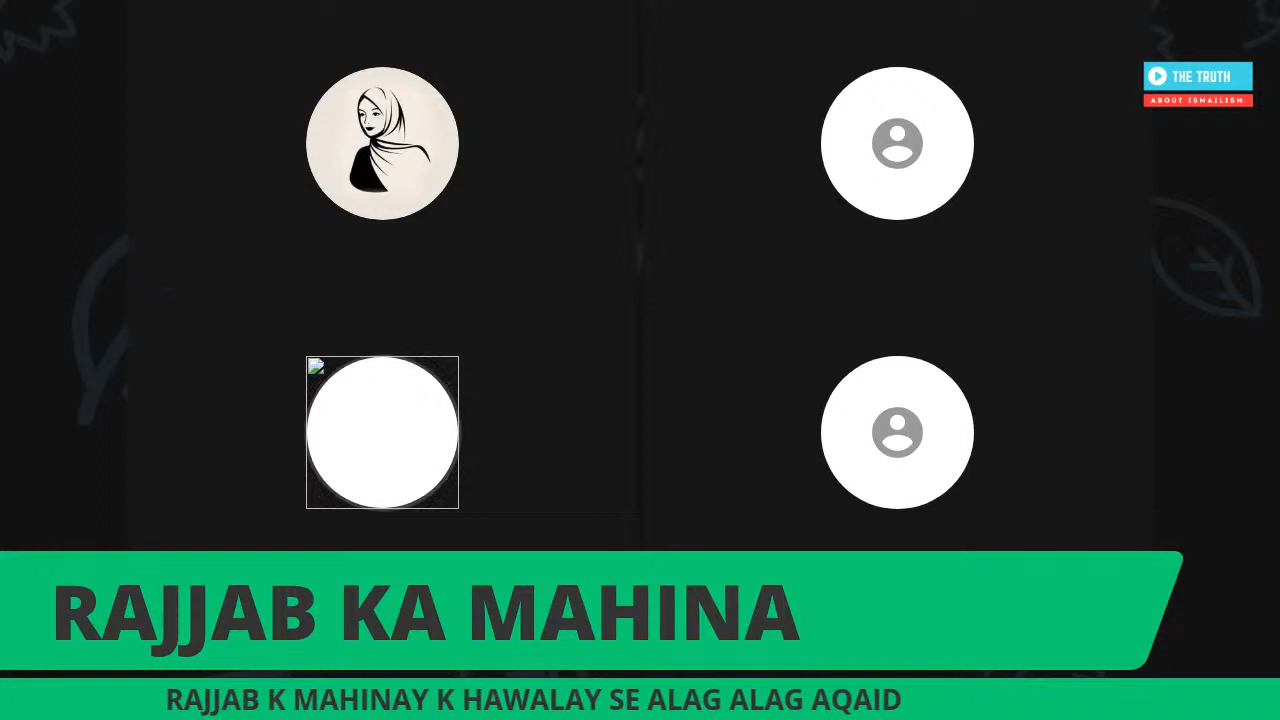 THE TRUTH
ABOUT ISMAILISM
RAJJAB KA MAHINA
RAJJAB K MAHINAY K HAWALAY SE ALAG ALAG AQAID